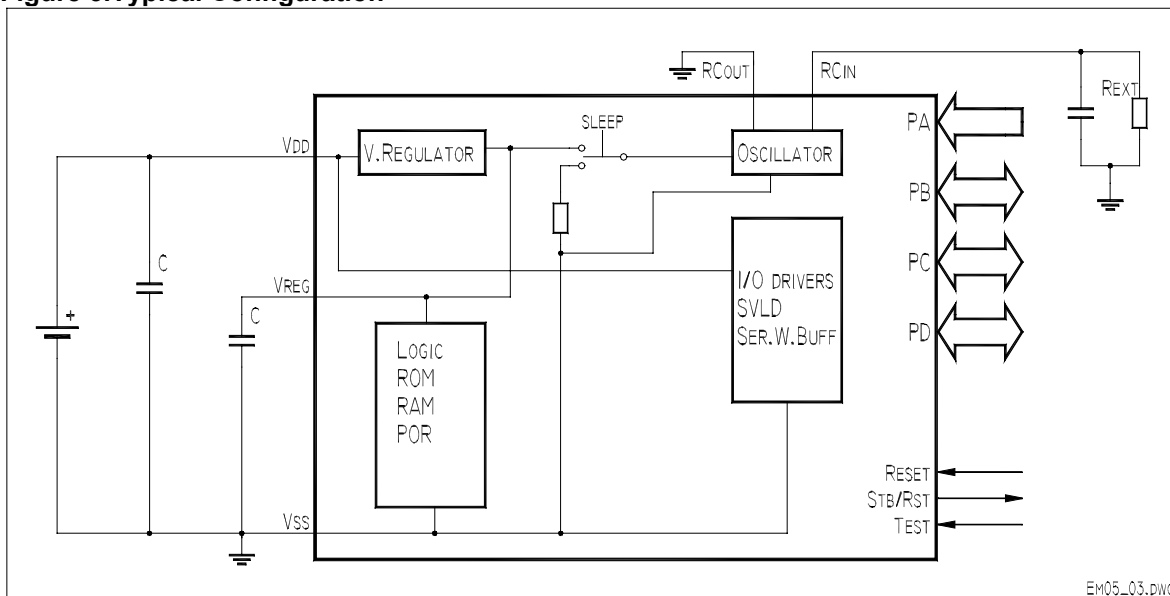 Figure 3.Typical Configuration
RCOUT
RCIN
REXT
SLEEP
PA
VDD
V.REGULATOR
OSCILLATOR
PB
C
I/O DRIVERS
SVLD
SER.W.BUFF
PC
VREG
C
+
PD
LOGIC
ROM
RAM
POR
RESET
STB/RST
TEST
VSS
EM05_03.DWG